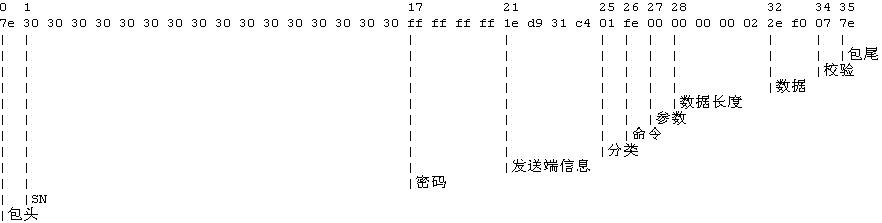 0 1 17 21 25 26 27 28 32 34 35
7e 30 30 30 30 30 30 30 30 30 30 30 30 30 30 30 30 ff ff ff ff 1e d9 31 c4 01 fe 00 00 00 00 02 2e f0 07 7e
| | | | | | | | | | |
| | | | | | | | | | |包尾
| | | | | | | | | |校验
| | | | | | | | |数据
| | | | | | | |数据长度
| | | | | | |参数
| | | | | |命令
| | | | |分类
| | | |发送端信息
| | |密码
| |SN
|包头